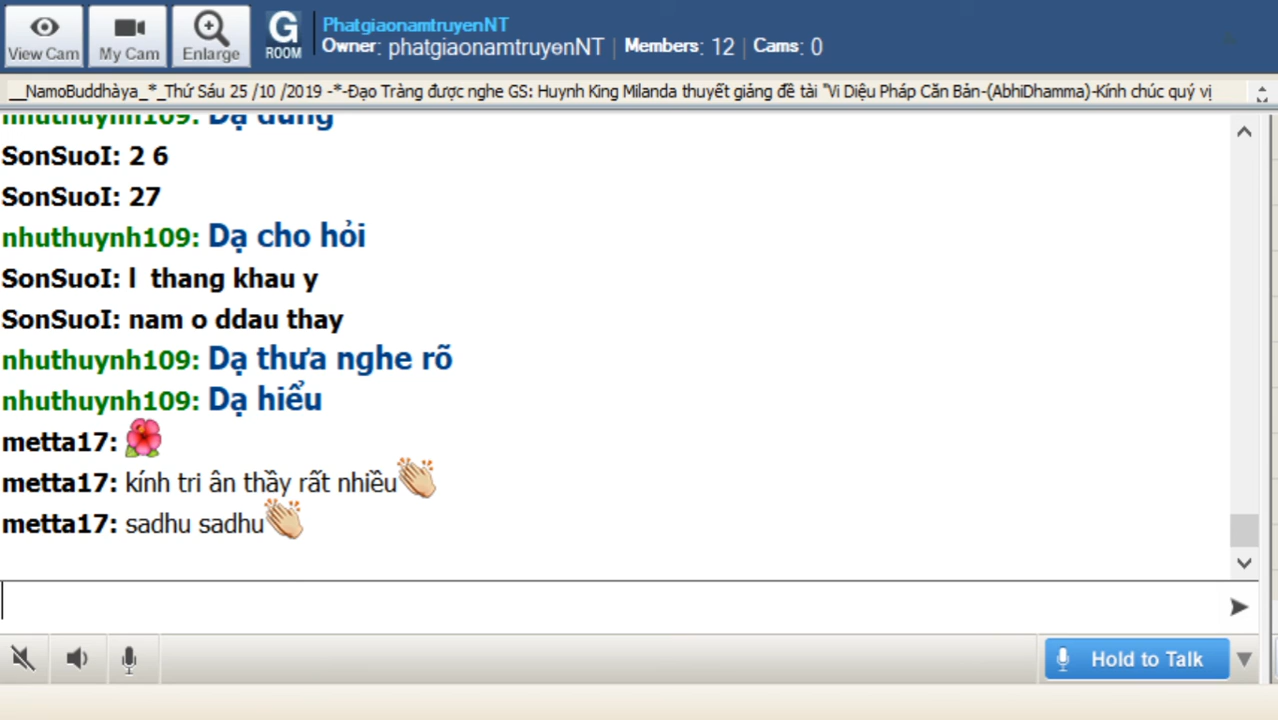 PhatgiaonamtruyenNT
View Cam
My Cam
Enlarge
G
ROOM
Owner: phatgiaonamtruyenNT | Members: 12 | Cams: 0
__NamoBuddhàya_*_Thứ Sáu 25 /10 /2019 -*-Đạo Tràng được nghe GS: Huynh King Milanda thuyết giảng đề tài "Vi Diệu Pháp Căn Bản-(AbhiDhamma)-Kính chúc quý vị
nhuthuynh109: Dạ đúng
SonSuoI: 2 6
SonSuoI: 27
nhuthuynh109: Dạ cho hỏi
SonSuoI: l  thang khau y
SonSuoI: nam o ddau thay
nhuthuynh109: Dạ thưa nghe rõ
nhuthuynh109: Dạ hiểu
metta17:
metta17: kính tri ân thầy rất nhiều
metta17: sadhu sadhu
Hold to Talk